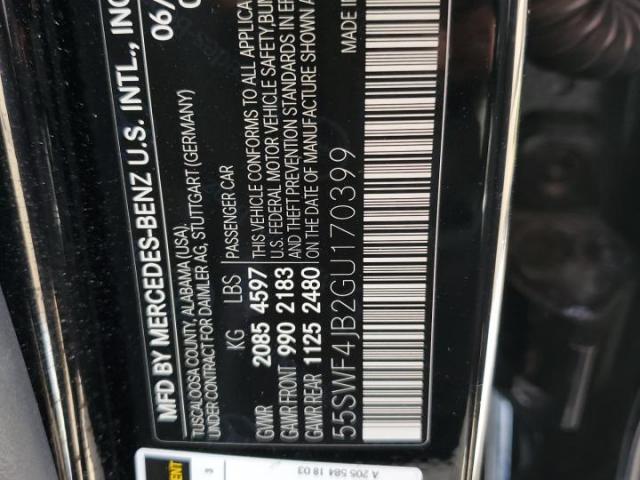 MFD BY MERCEDES-BENZ U.S. INTL., INC
06/
TUSCALOOSA COUNTY, ALABAMA (USA).
UNDER CONTRACT FOR DAIMLER AG, STUTTGART (GERMANY)
KG LBS PASSENGER CAR
GVWR 2085 4597 THIS VEHICLE CONFORMS TO ALL APPLICA
GAWR FRONT 990 2183 U.S. FEDERAL MOTOR VEHICLE SAFETY, BUM
AND THEFT PREVENTION STANDARDS IN EF
GAWR REAR 1125 2480 ON THE DATE OF MANUFACTURE SHOWN A
55SWF4JB2GU170399
MADE IN
3
A 205 584 18 03